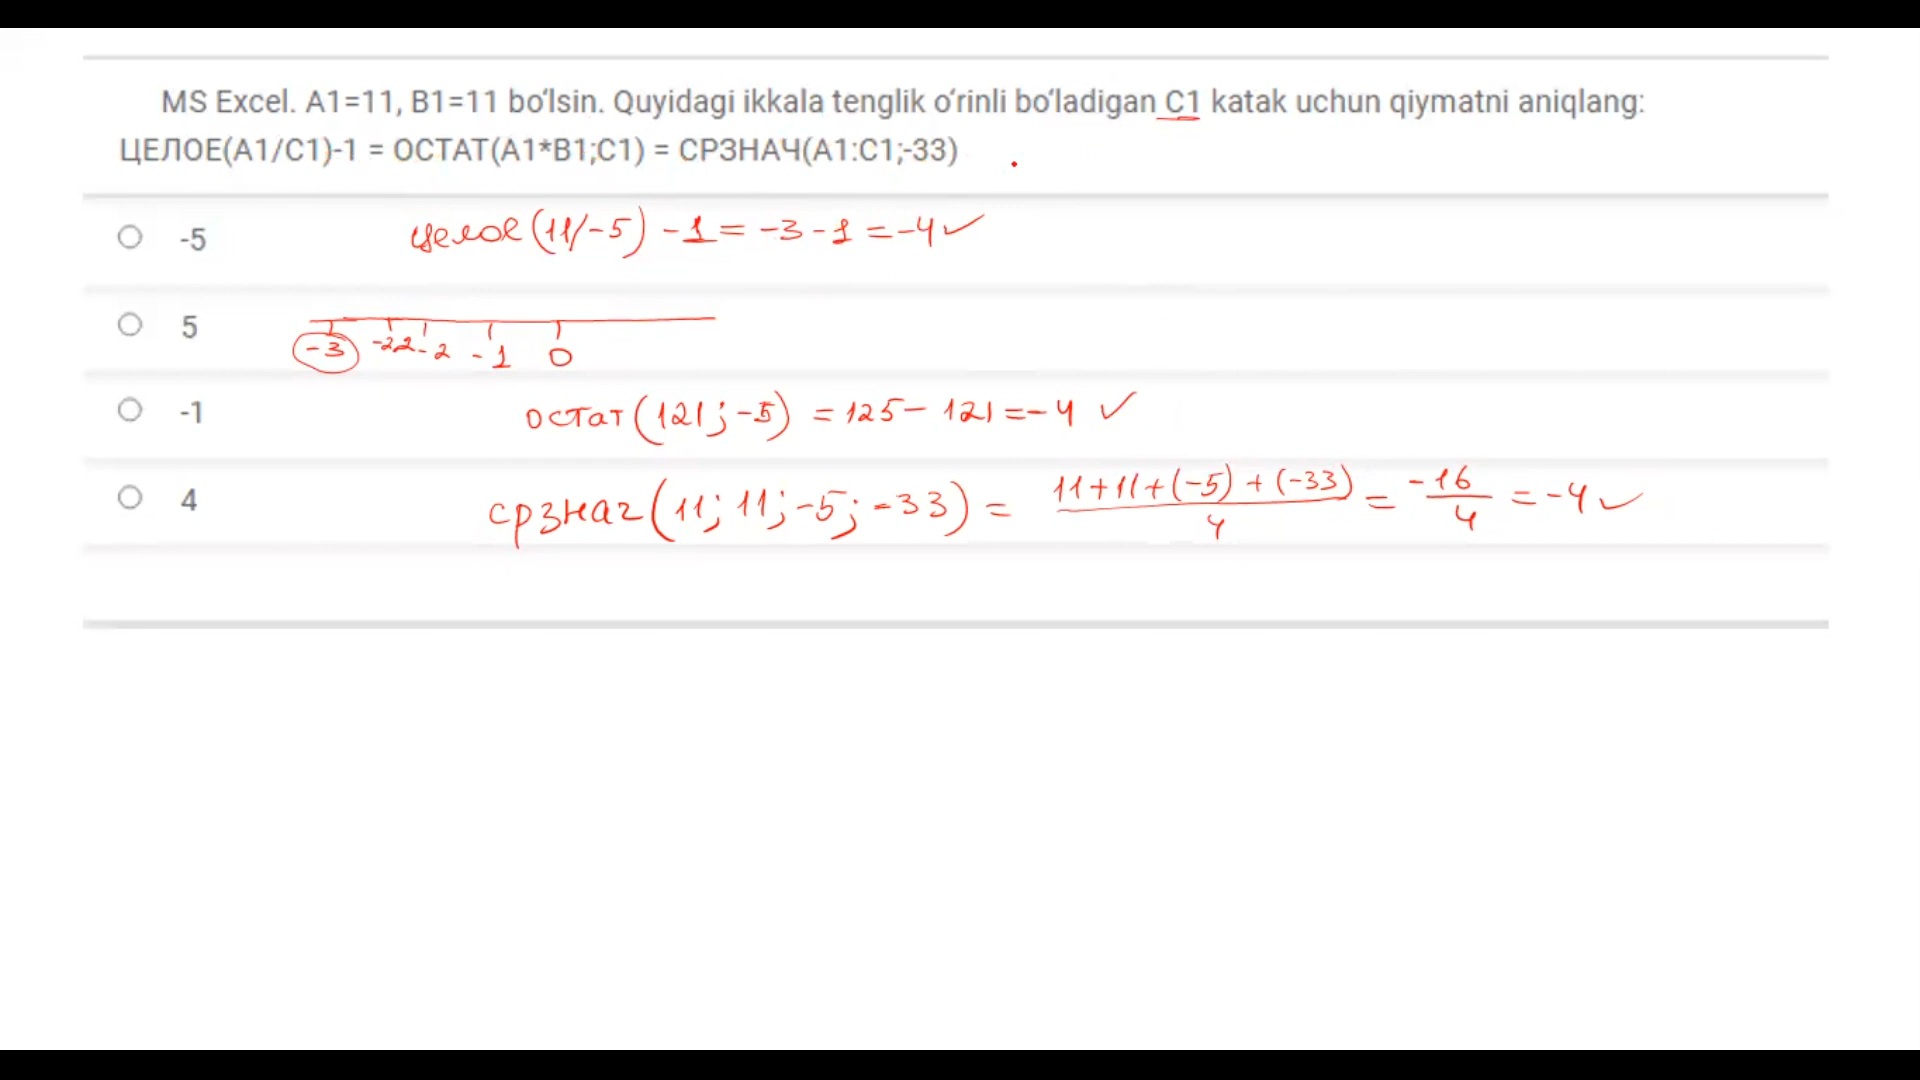 MS Excel. A1=11, B1=11 bo‘lsin. Quyidagi ikkala tenglik o‘rinli bo‘ladigan C1 katak uchun qiymatni aniqlang:
ЦЕЛОЕ(A1/C1)-1 = ОСТАТ(A1*B1;C1) = СРЗНАЧ(A1:C1;-33)
-5 целое(11/-5) -1 = -3 - 1 = -4 ✓
5
-3 -2,2 -2 -1 0
-1 остат(121; -5) = 125 - 121 = -4 ✓
4 срзнач(11; 11; -5; -33) = 11+11+(-5)+(-33)/4 = -16/4 = -4 ✓